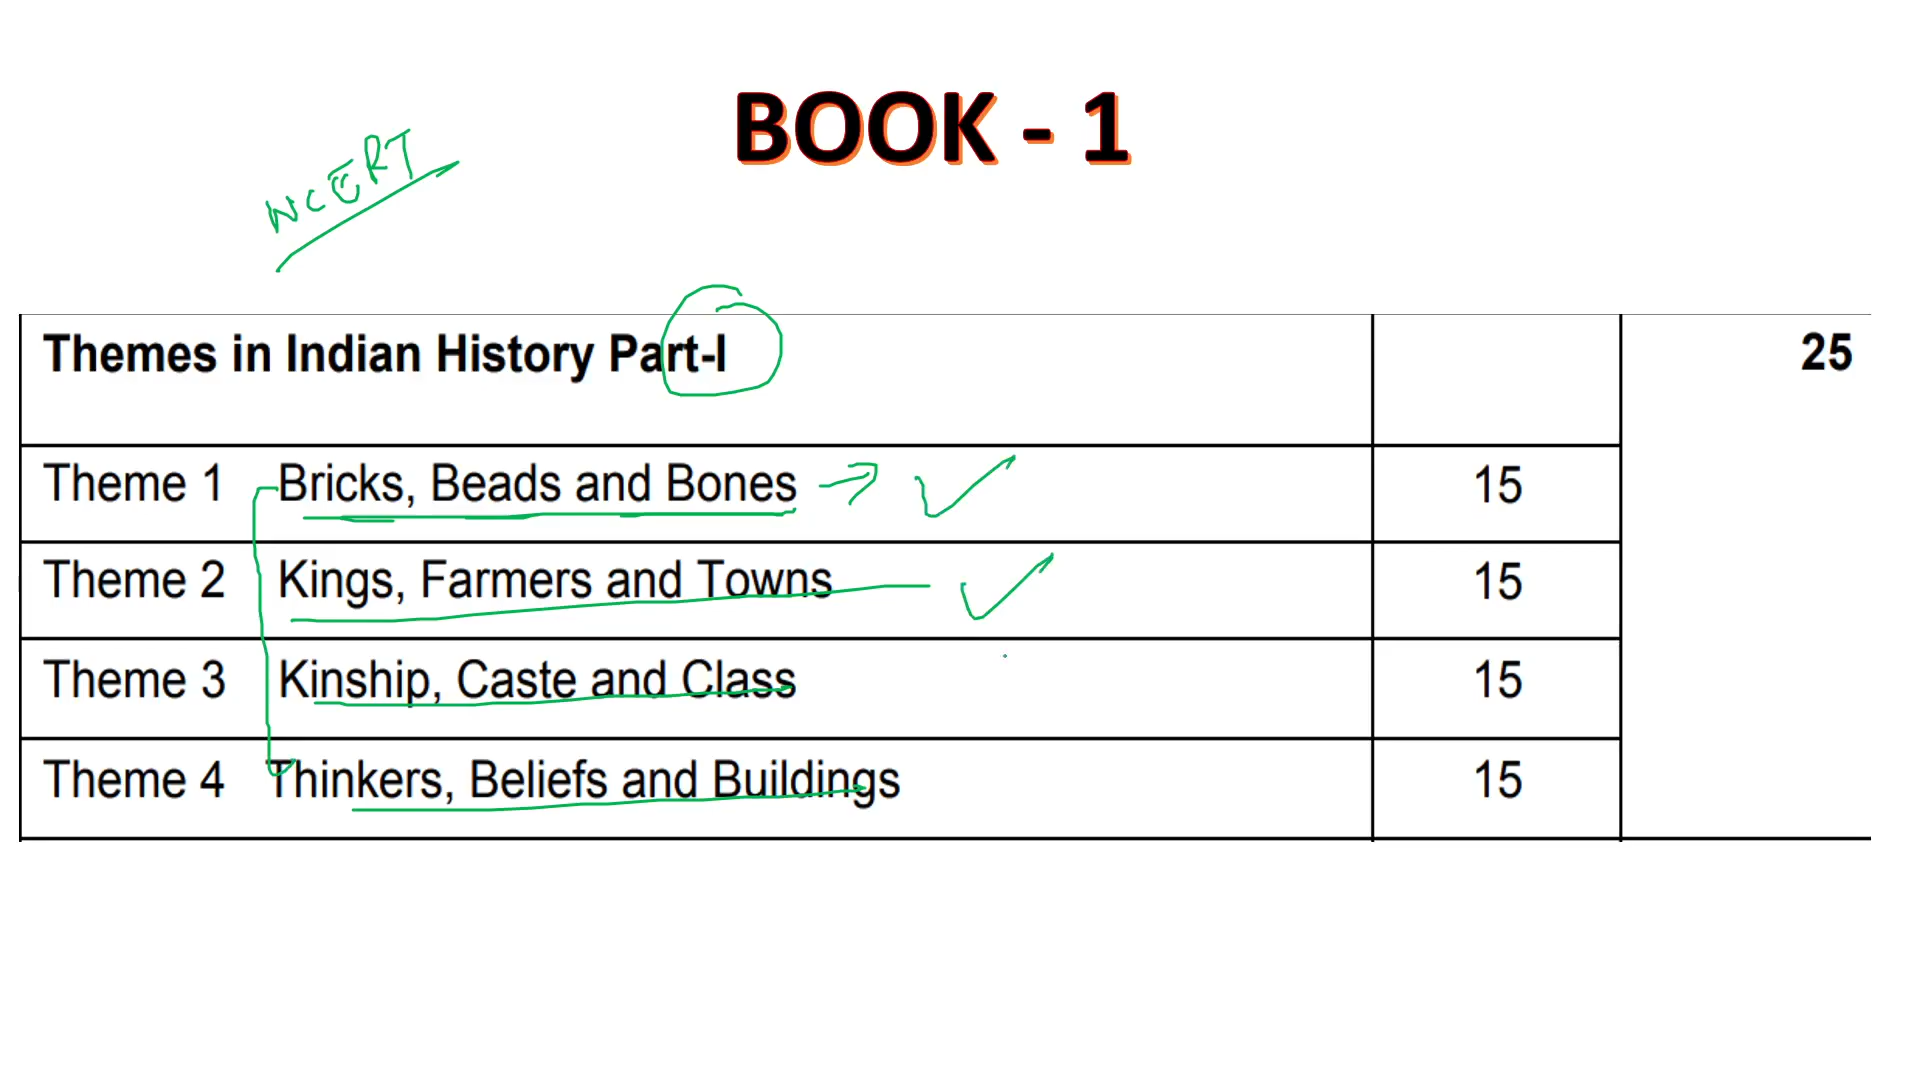 BOOK - 1
NCERT
Themes in Indian History Part-I 25
Theme 1 Bricks, Beads and Bones 15
Theme 2 Kings, Farmers and Towns 15
Theme 3 Kinship, Caste and Class 15
Theme 4 Thinkers, Beliefs and Buildings 15